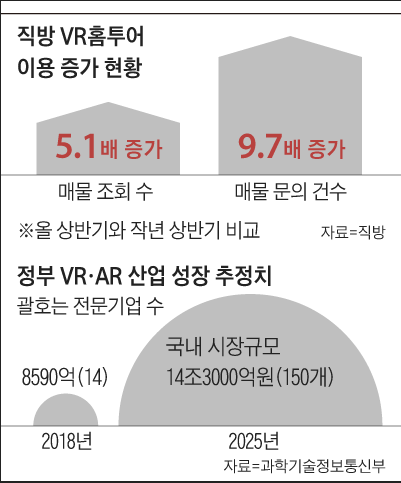 직방 VR홈투어
이용 증가 현황
5.1배 증가
9.7배 증가
매물 조회 수
매물 문의 건수
※올 상반기와 작년 상반기 비교
자료=직방
정부 VR·AR 산업 성장 추정치
괄호는 전문기업 수
국내 시장규모
8590억(14)
14조3000억원(150개)
2018년
2025년
자료=과학기술정보통신부